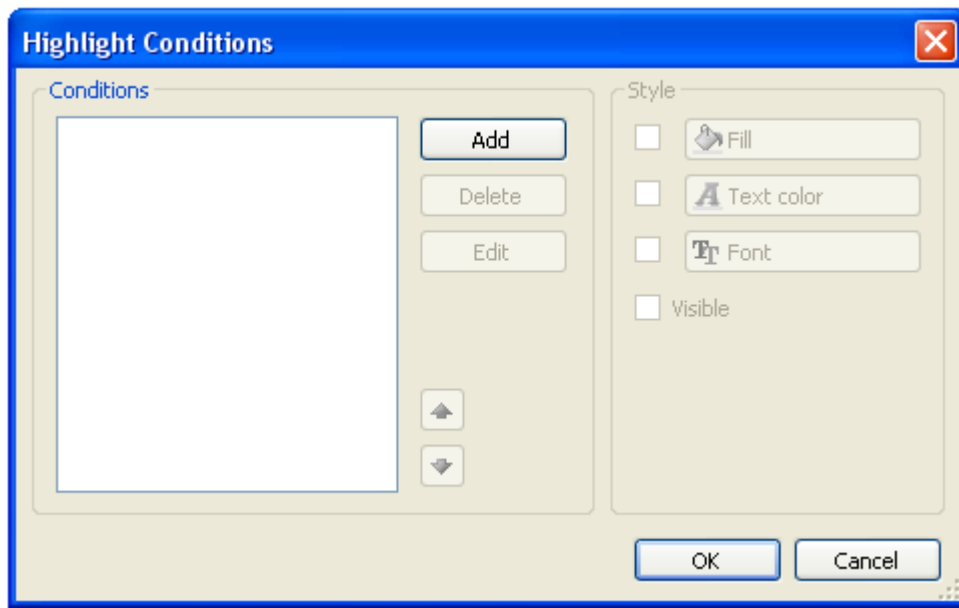 Highlight Conditions
Conditions
Add
Delete
Edit
Style
Fill
Text color
Font
Visible
OK
Cancel